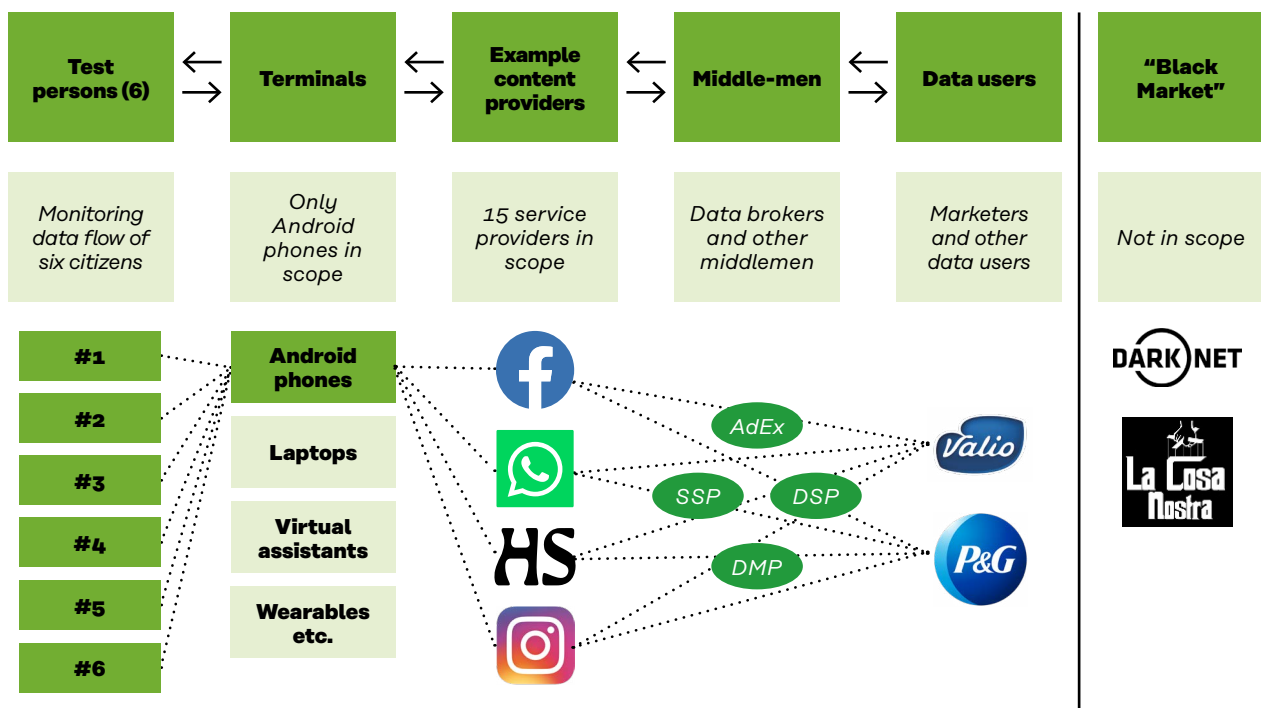 Test
persons (6)
Terminals
Example
content
providers
Middle-men
Data users
“Black
Market”
Monitoring
data flow of
six citizens
Only
Android
phones in
scope
15 service
providers in
scope
Data brokers
and other
middlemen
Marketers
and other
data users
Not in scope
#1
#2
#3
#4
#5
#6
Android
phones
Laptops
Virtual
assistants
Wearables
etc.
f
HS
AdEx
SSP
DSP
DMP
Valio
P&G
DARK NET
La Cosa
Nostra